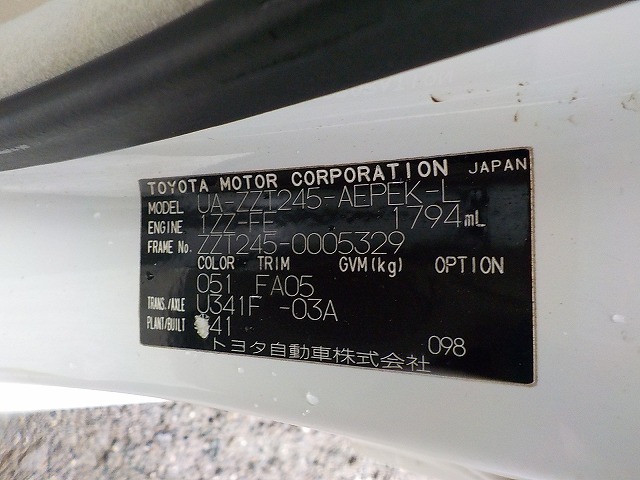 TOYOTA MOTOR CORPORATION JAPAN
MODEL UA-ZZT245-AEPEK-L
ENGINE 1ZZ-FE 1794mL
FRAME No. ZZT245-0005329
COLOR TRIM GVM(kg) OPTION
051 FA05
TRANS./AXLE U341F -03A
PLANT/BUILT 41
098
トヨタ自動車株式会社